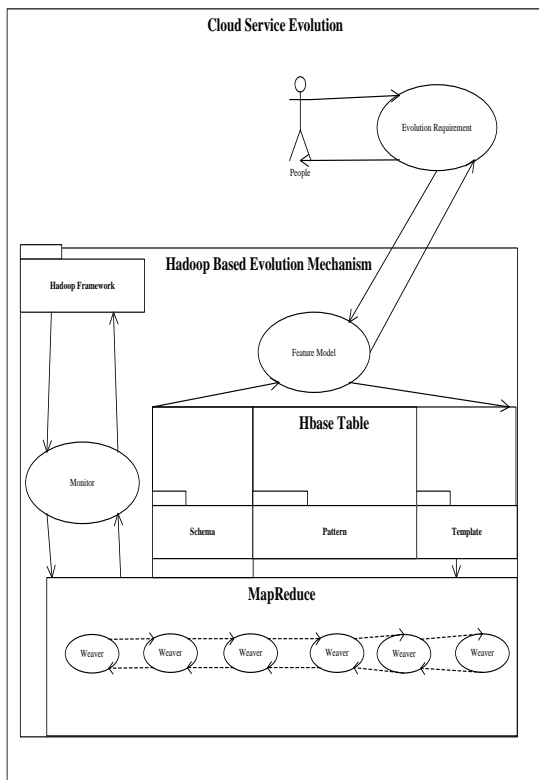 Cloud Service Evolution
Evolution Requirement
People
Hadoop Based Evolution Mechanism
Hadoop Framework
Feature Model
Hbase Table
Monitor
Schema
Pattern
Template
MapReduce
Weaver
Weaver
Weaver
Weaver
Weaver
Weaver